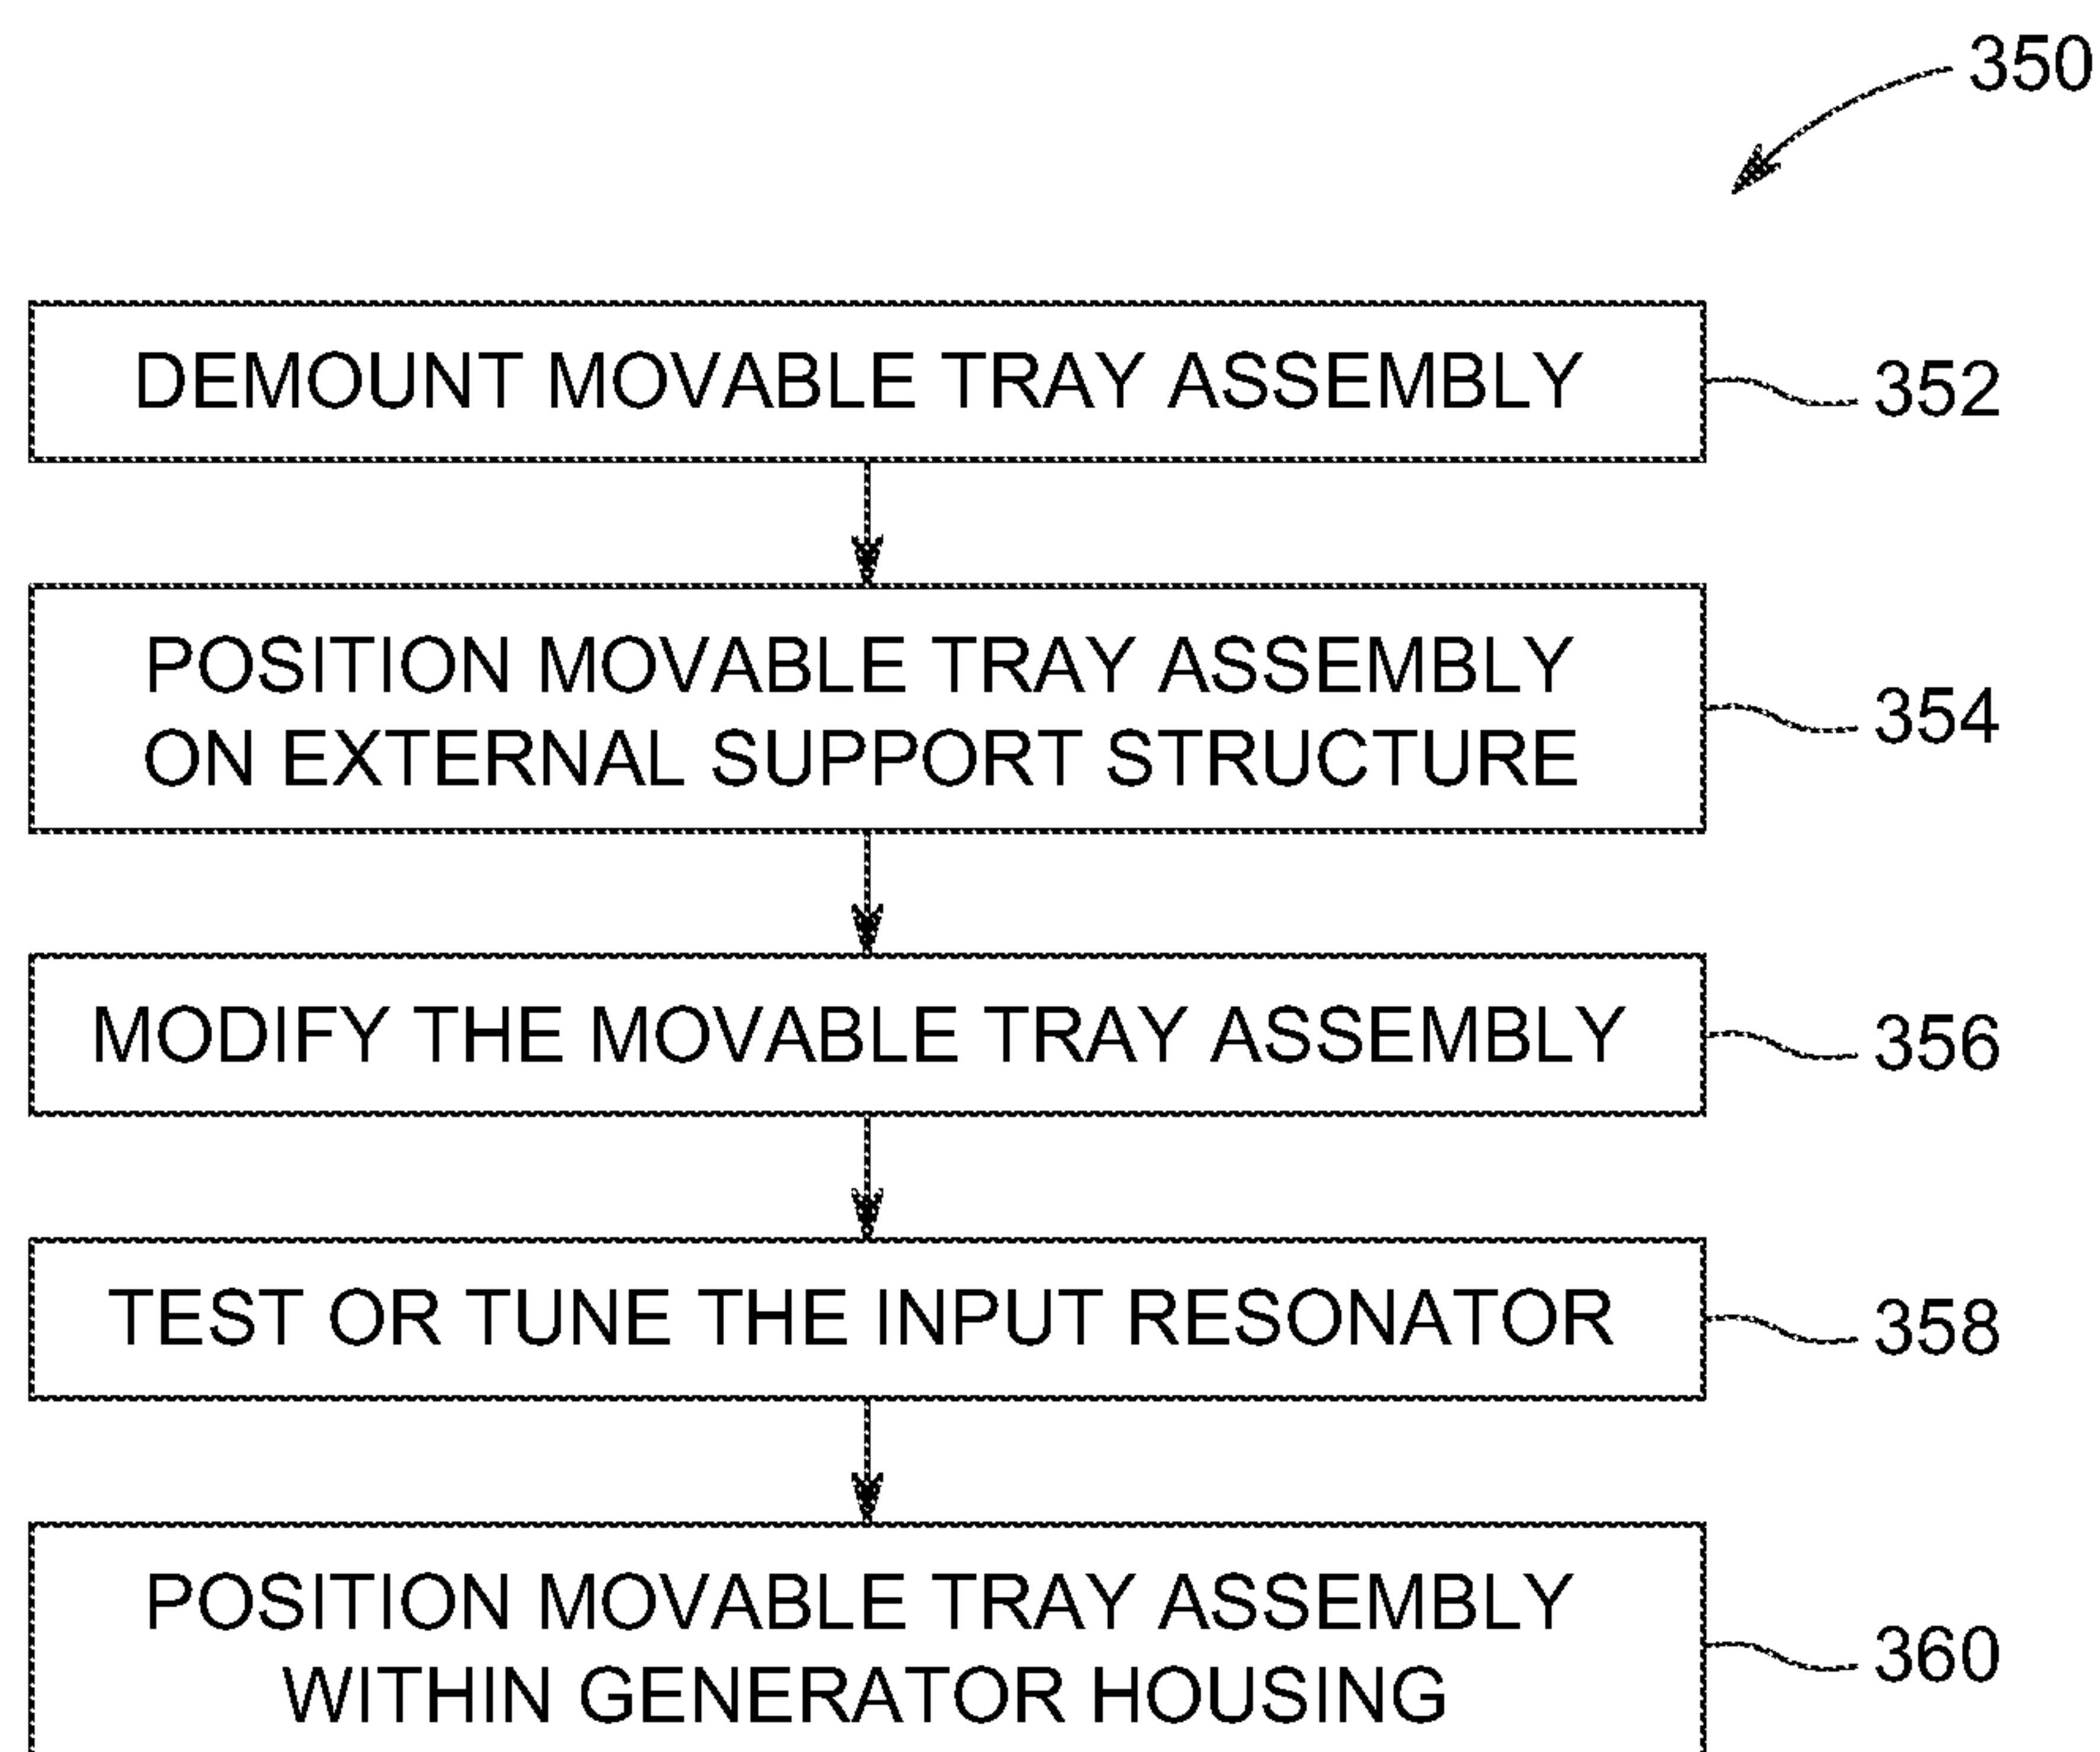 350
DEMOUNT MOVABLE TRAY ASSEMBLY
352
POSITION MOVABLE TRAY ASSEMBLY
ON EXTERNAL SUPPORT STRUCTURE
354
MODIFY THE MOVABLE TRAY ASSEMBLY
356
TEST OR TUNE THE INPUT RESONATOR
358
POSITION MOVABLE TRAY ASSEMBLY
WITHIN GENERATOR HOUSING
360